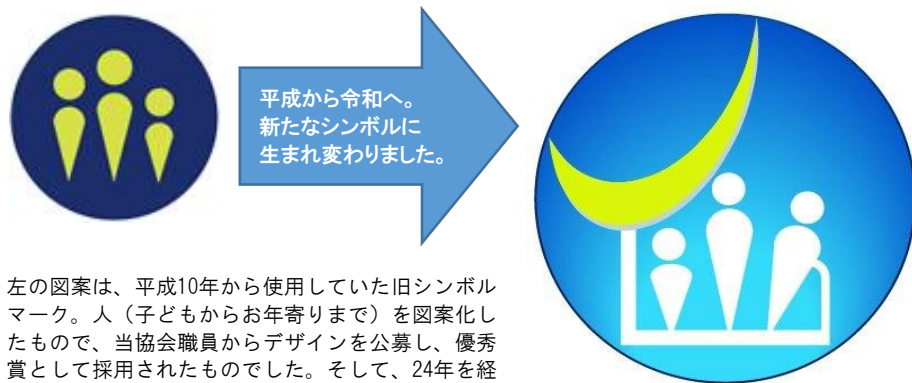 平成から令和へ。
新たなシンボルに
生まれ変わりました。
左の図案は、平成10年から使用していた旧シンボル
マーク。人（子どもからお年寄りまで）を図案化し
たもので、当協会職員からデザインを公募し、優秀
賞として採用されたものでした。そして、24年を経